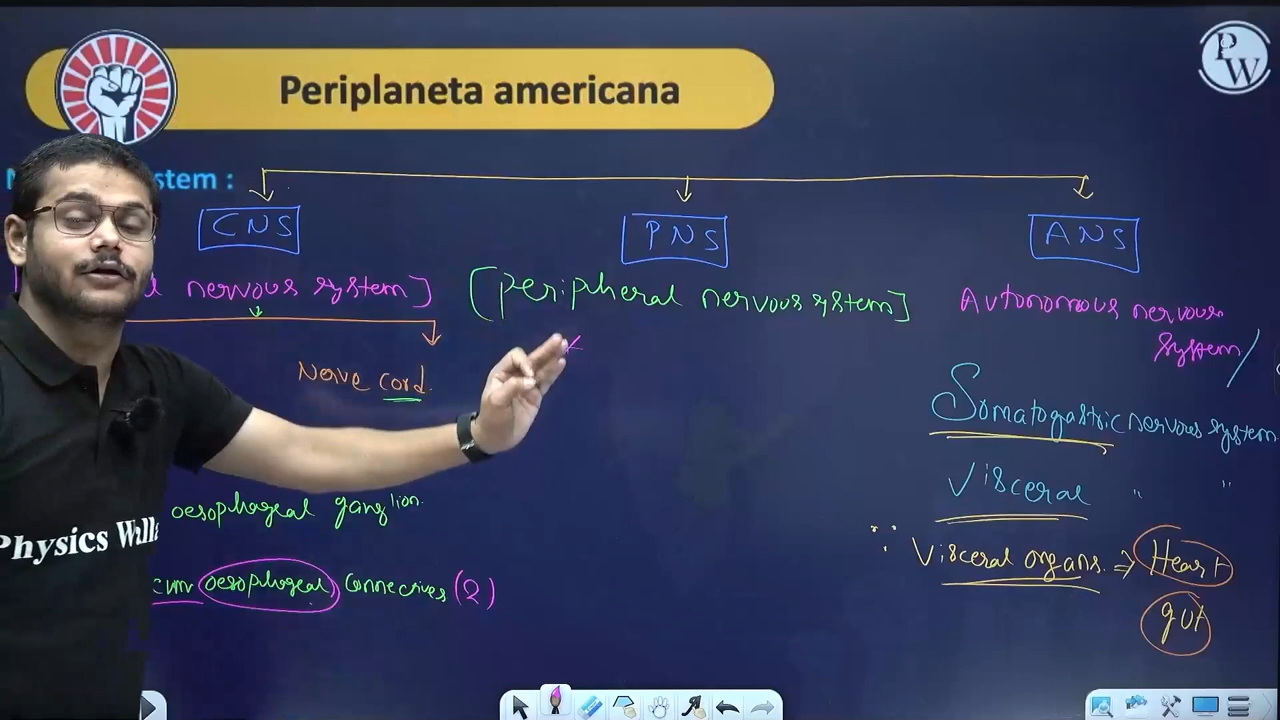 Periplaneta americana
PW
stem :
CNS
PNS
ANS
nervous system]
[peripheral nervous system]
Autonomous nervous
system /
Nerve cord.
Somatogastric nervous system
Visceral " "
oesophageal ganglion.
∵ Visceral organs. ⇒ Heart
gut
cum oesophageal connectives (2)
Physics Walla